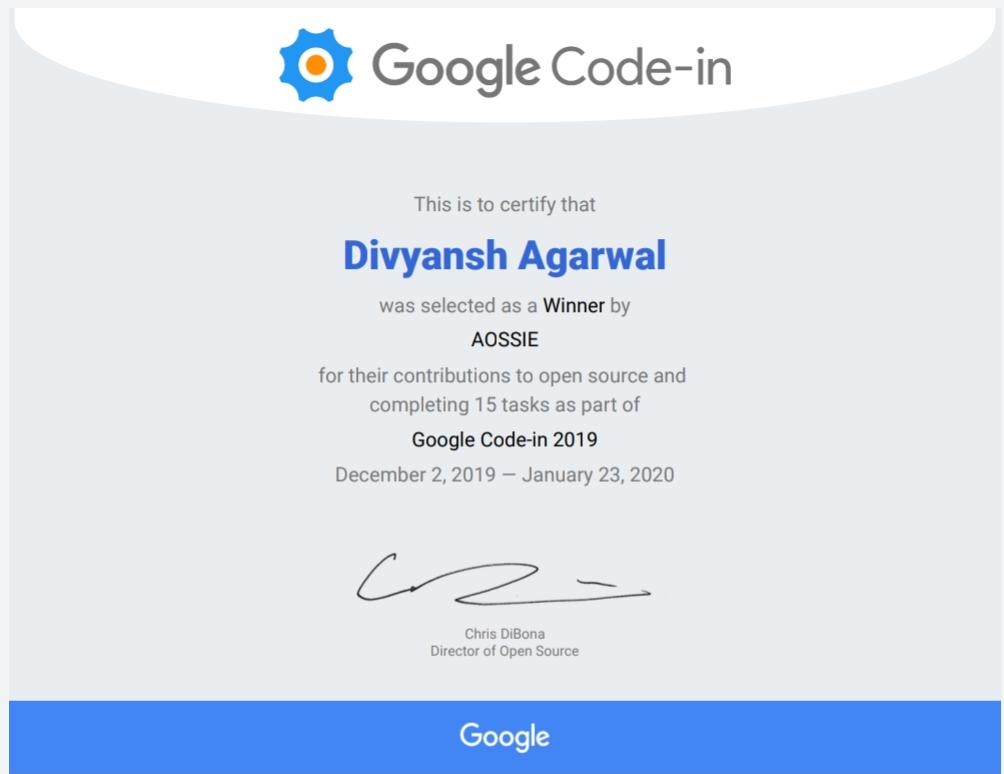 Google Code-in
This is to certify that
Divyansh Agarwal
was selected as a Winner by
AOSSIE
for their contributions to open source and
completing 15 tasks as part of
Google Code-in 2019
December 2, 2019 — January 23, 2020
Chris DiBona
Director of Open Source
Google